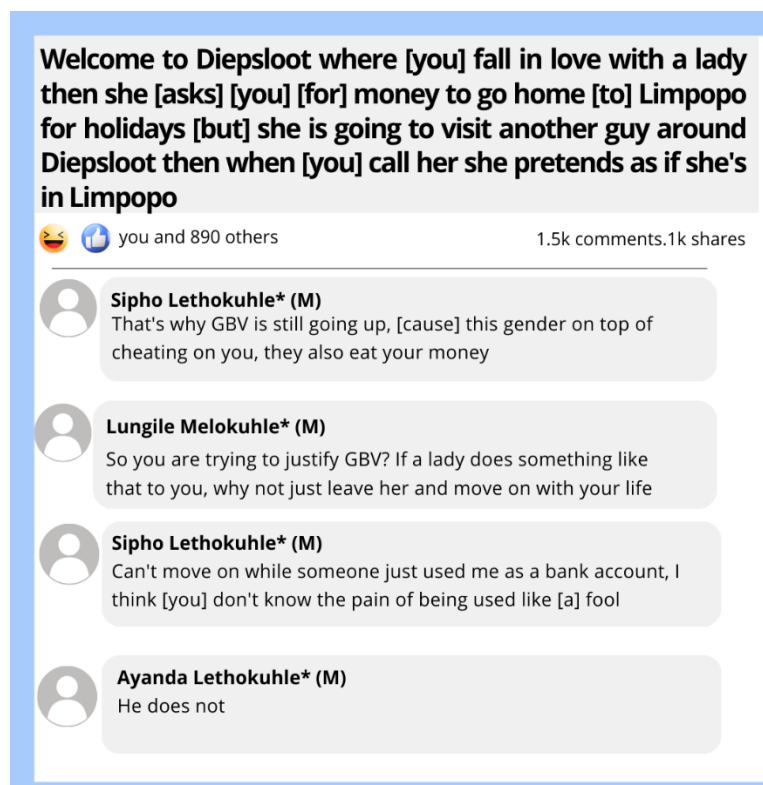 Welcome to Diepsloot where [you] fall in love with a lady
then she [asks] [you] [for] money to go home [to] Limpopo
for holidays [but] she is going to visit another guy around
Diepsloot then when [you] call her she pretends as if she's
in Limpopo
you and 890 others 1.5k comments.1k shares
Sipho Lethokuhle* (M)
That's why GBV is still going up, [cause] this gender on top of
cheating on you, they also eat your money
Lungile Melokuhle* (M)
So you are trying to justify GBV? If a lady does something like
that to you, why not just leave her and move on with your life
Sipho Lethokuhle* (M)
Can't move on while someone just used me as a bank account, I
think [you] don't know the pain of being used like [a] fool
Ayanda Lethokuhle* (M)
He does not